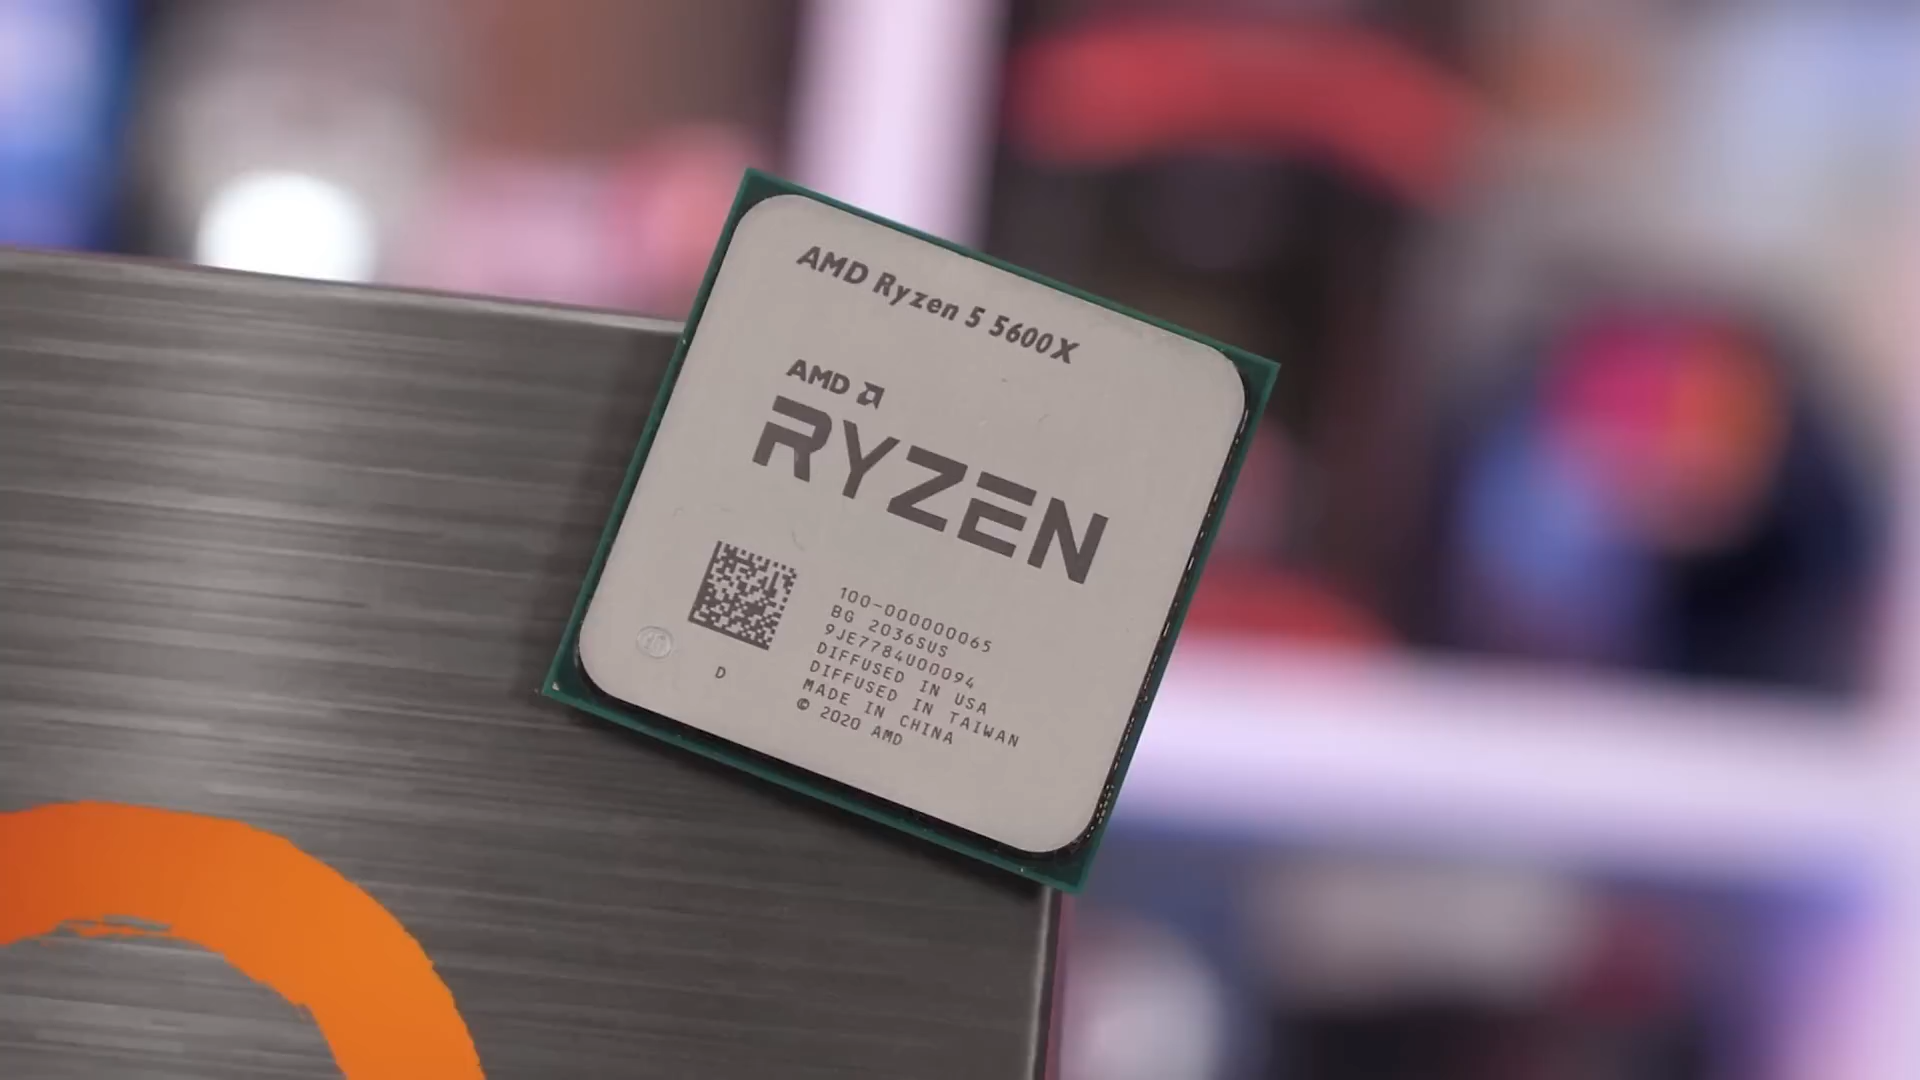 AMD Ryzen 5 5600X
AMD
RYZEN
100-000000065
BG 2036SUS
9JE7784U00094
DIFFUSED IN USA
DIFFUSED IN TAIWAN
MADE IN CHINA
© 2020 AMD
D